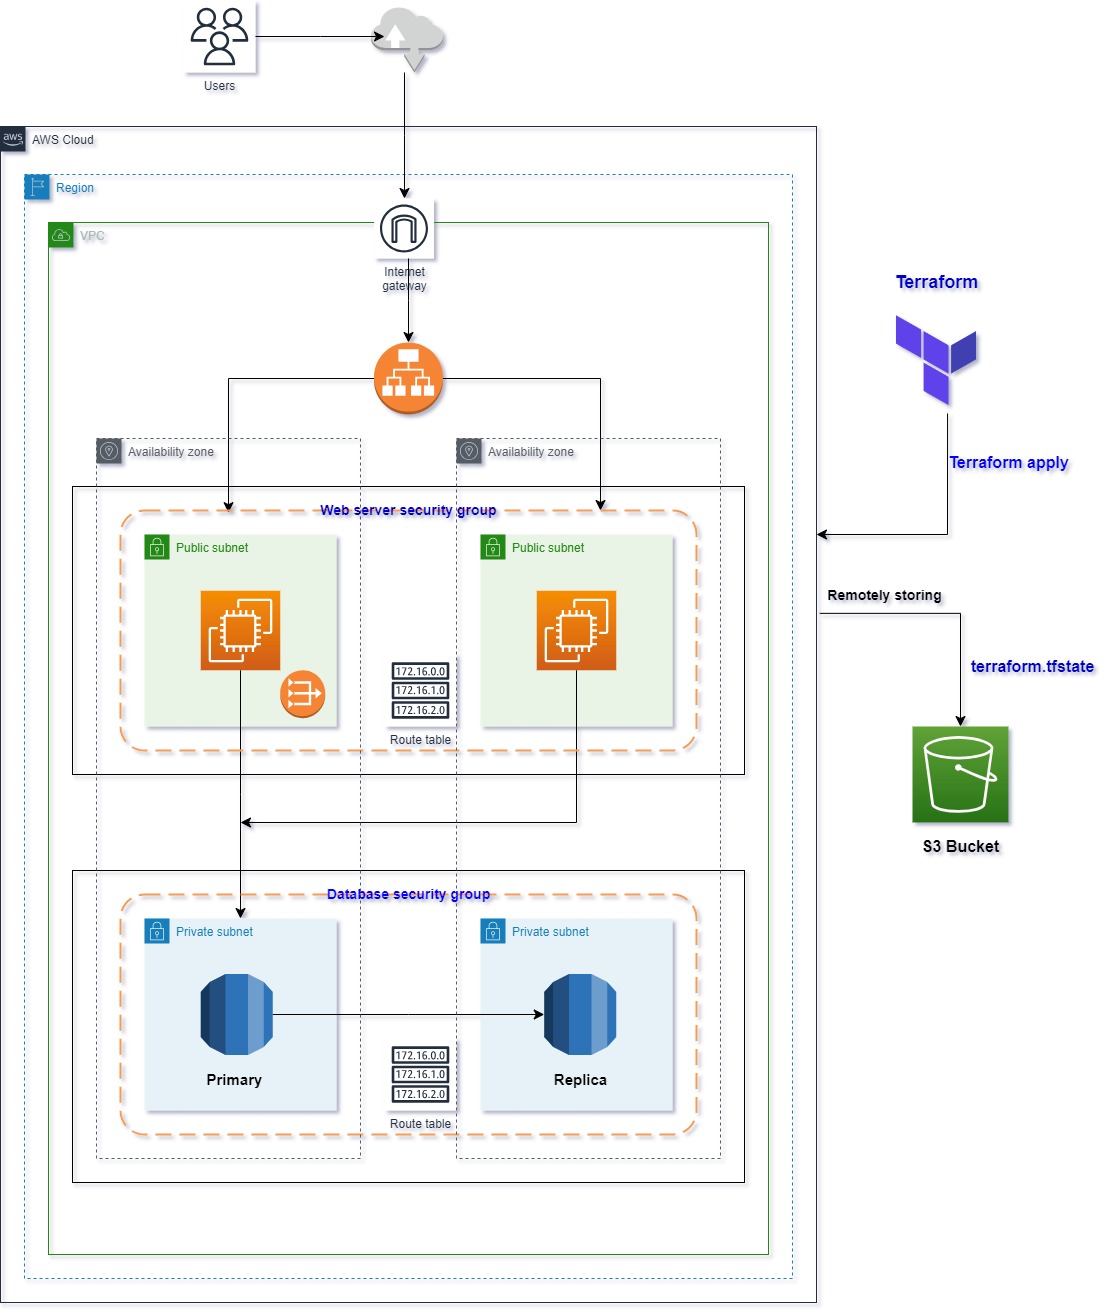 Users
aws
AWS Cloud
Region
VPC
Internet
gateway
Terraform
Terraform apply
Availability zone
Availability zone
Web server security group
Public subnet
Public subnet
172.16.0.0
172.16.1.0
172.16.2.0
Route table
Remotely storing
terraform.tfstate
S3 Bucket
Database security group
Private subnet
Private subnet
Primary
Replica
172.16.0.0
172.16.1.0
172.16.2.0
Route table